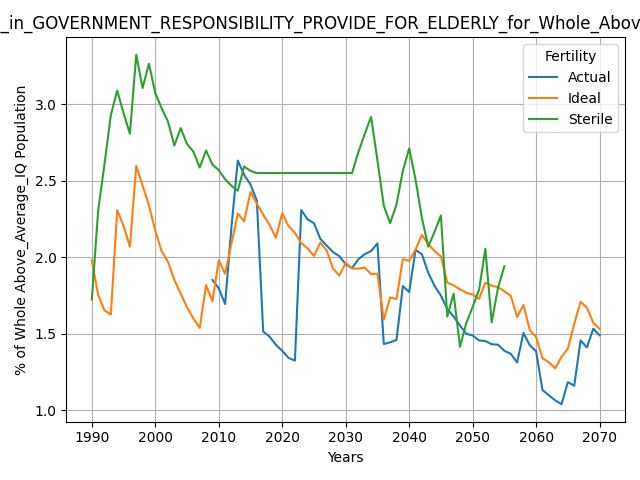 _in_GOVERNMENT_RESPONSIBILITY_PROVIDE_FOR_ELDERLY_for_Whole_Abov
Fertility
Actual
Ideal
Sterile
% of Whole Above_Average_IQ Population
3.0
2.5
2.0
1.5
1.0
1990 2000 2010 2020 2030 2040 2050 2060 2070
Years